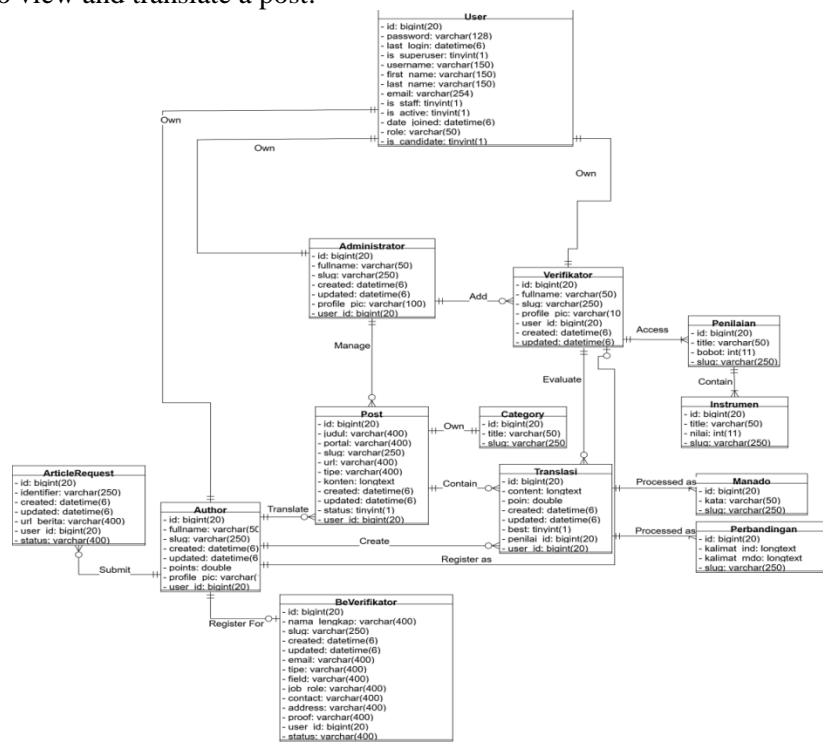 o view and translate a post.
User
- id: bigint(20)
- password: varchar(128)
- last_login: datetime(6)
- is_superuser: tinyint(1)
- username: varchar(150)
- first_name: varchar(150)
- last_name: varchar(150)
- email: varchar(254)
- is_staff: tinyint(1)
- is_active: tinyint(1)
- date_joined: datetime(6)
- role: varchar(50)
- is_candidate: tinyint(1)
Own
Own
Own
Administrator
- id: bigint(20)
- fullname: varchar(50)
- slug: varchar(250)
- created: datetime(6)
- updated: datetime(6)
- profile_pic: varchar(100)
- user_id: bigint(20)
Add
Verifikator
- id: bigint(20)
- fullname: varchar(50)
- slug: varchar(250)
- profile_pic: varchar(10
- user_id: bigint(20)
- created: datetime(6)
- updated: datetime(6)
Access
Penilaian
- id: bigint(20)
- title: varchar(50)
- bobot: int(11)
- slug: varchar(250)
Manage
Evaluate
Contain
Instrumen
- id: bigint(20)
- title: varchar(50)
- nilai: int(11)
- slug: varchar(250)
Post
- id: bigint(20)
- judul: varchar(400)
- portal: varchar(400)
- slug: varchar(250)
- url: varchar(400)
- tipe: varchar(400)
- konten: longtext
- created: datetime(6)
- updated: datetime(6)
- status: tinyint(1)
- user_id: bigint(20)
Own
Category
- id: bigint(20)
- title: varchar(50)
- slug: varchar(250
Contain
Translasi
- id: bigint(20)
- content: longtext
- poin: double
- created: datetime(6)
- updated: datetime(6)
- best: tinyint(1)
- penilai_id: bigint(20)
- user_id: bigint(20)
Processed as
Manado
- id: bigint(20)
- kata: varchar(50)
- slug: varchar(250)
Processed as
Perbandingan
- id: bigint(20)
- kalimat_ind: longtext
- kalimat_mdo: longtext
- slug: varchar(250)
ArticleRequest
- id: bigint(20)
- identifier: varchar(250)
- created: datetime(6)
- updated: datetime(6)
- url_berita: varchar(400)
- user_id: bigint(20)
- status: varchar(400)
Submit
Author
- id: bigint(20)
- fullname: varchar(50
- slug: varchar(250)
- created: datetime(6)
- updated: datetime(6)
- points: double
- profile_pic: varchar(
- user_id: bigint(20)
Translate
Create
Register as
Register For
BeVerifikator
- id: bigint(20)
- nama_lengkap: varchar(400)
- slug: varchar(250)
- created: datetime(6)
- updated: datetime(6)
- email: varchar(400)
- tipe: varchar(400)
- field: varchar(400)
- job_role: varchar(400)
- contact: varchar(400)
- address: varchar(400)
- proof: varchar(400)
- user_id: bigint(20)
- status: varchar(400)